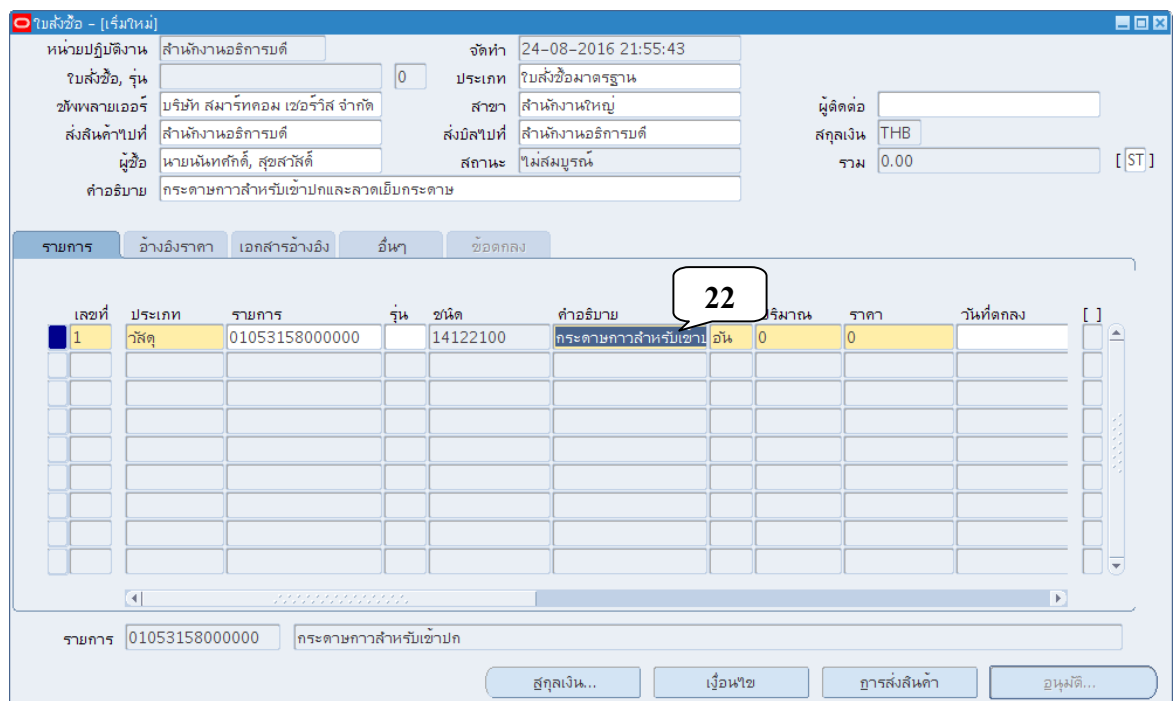 ใบสั่งซื้อ – [เริ่มใหม่]
หน่วยปฏิบัติงาน สำนักงานอธิการบดี จัดทำ 24–08–2016 21:55:43
ใบสั่งซื้อ, รุ่น 0 ประเภท ใบสั่งซื้อมาตรฐาน
ซัพพลายเออร์ บริษัท สมาร์ทคอม เซอร์วิส จำกัด สาขา สำนักงานใหญ่ ผู้ติดต่อ
ส่งสินค้าไปที่ สำนักงานอธิการบดี ส่งบิลไปที่ สำนักงานอธิการบดี สกุลเงิน THB
ผู้ซื้อ นายนันทศักดิ์, สุขสวัสดิ์ สถานะ ไม่สมบูรณ์ รวม 0.00 [ ST ]
คำอธิบาย กระดาษกาวสำหรับเข้าปกและลวดเย็บกระดาษ
รายการ อ้างอิงราคา เอกสารอ้างอิง อื่นๆ ข้อตกลง
22
เลขที่ ประเภท รายการ รุ่น ชนิด คำอธิบาย ปริมาณ ราคา วันที่ตกลง [ ]
1 วัสดุ 01053158000000 14122100 กระดาษกาวสำหรับเข้าป อัน 0 0
รายการ 01053158000000 กระดาษกาวสำหรับเข้าปก
สกุลเงิน... เงื่อนไข การส่งสินค้า อนุมัติ...